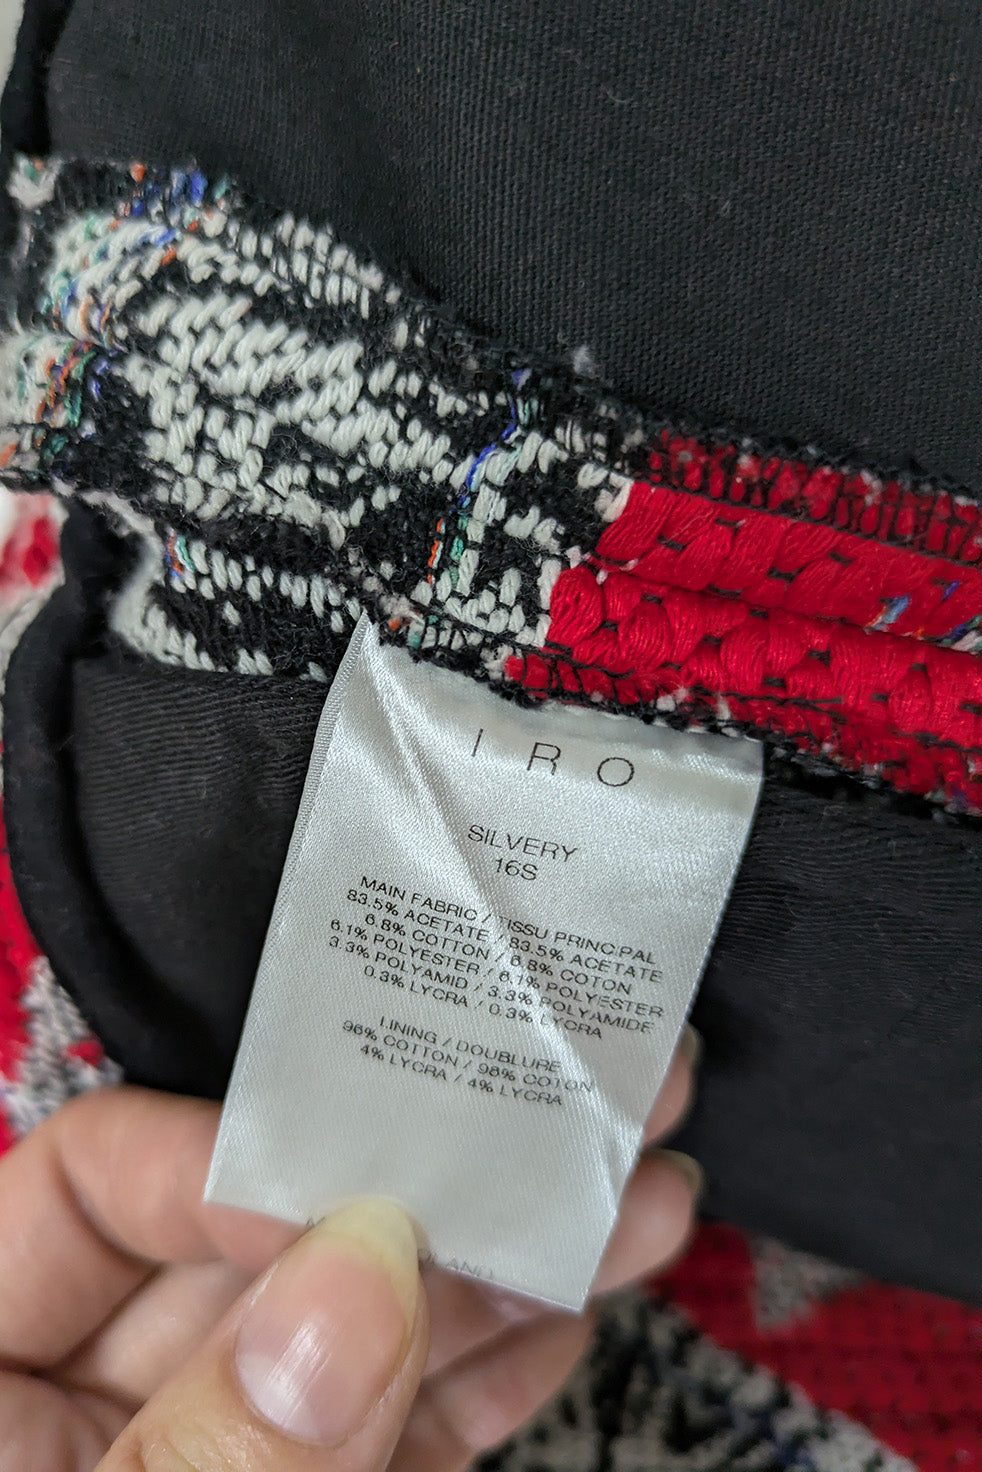 IRO
SILVERY
16S
MAIN FABRIC / TISSU PRINCIPAL
83.5% ACETATE / 83.5% ACETATE
6.8% COTTON / 6.8% COTON
6.1% POLYESTER / 6.1% POLYESTER
3.3% POLYAMID / 3.3% POLYAMIDE
0.3% LYCRA / 0.3% LYCRA
LINING / DOUBLURE
96% COTTON / 96% COTON
4% LYCRA / 4% LYCRA